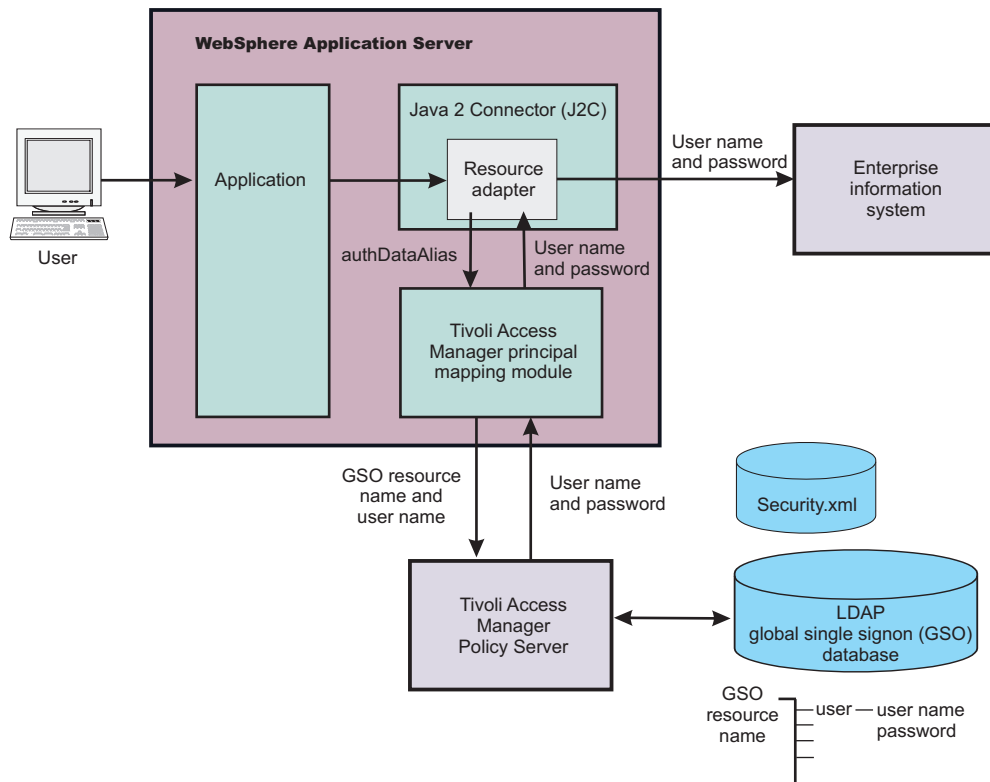 WebSphere Application Server
Java 2 Connector (J2C)
User name
and password
Resource
adapter
Application
Enterprise
information
system
User
authDataAlias
User name
and password
Tivoli Access
Manager principal
mapping module
GSO resource
name and
user name
User name
and password
Security.xml
Tivoli Access
Manager
Policy Server
LDAP
global single signon (GSO)
database
GSO
resource
name
user
user name
password